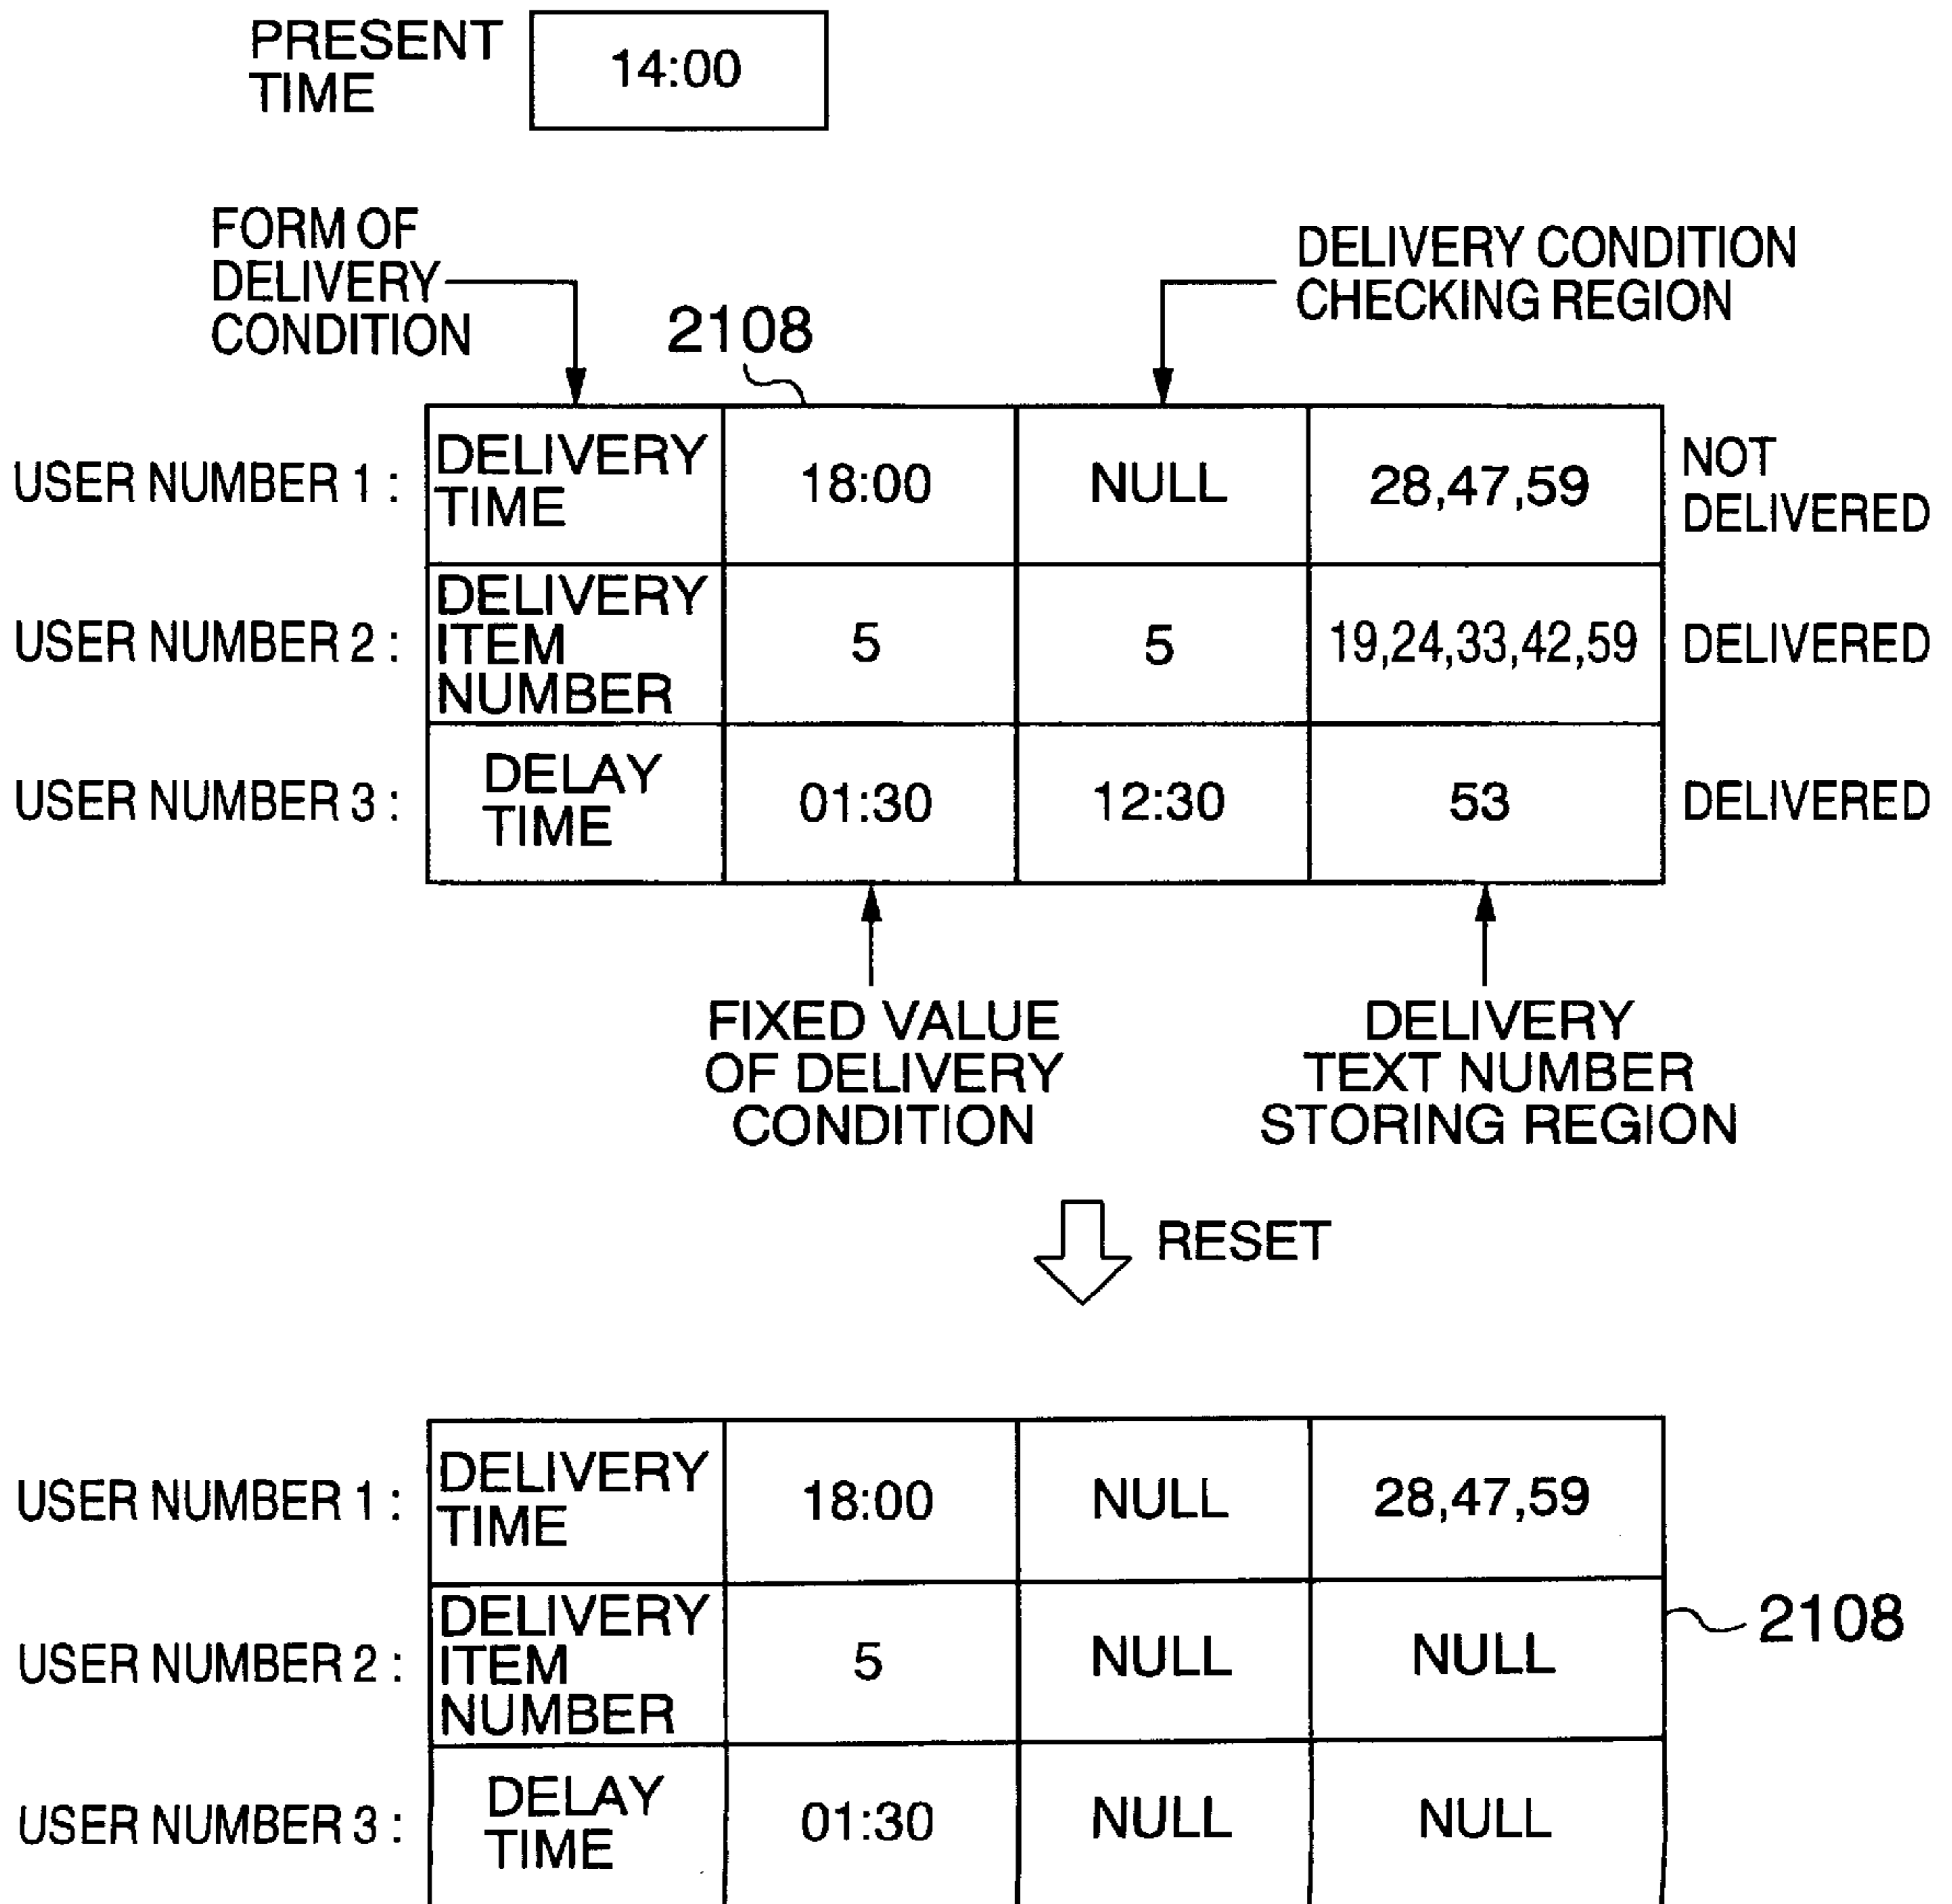 PRESENT
TIME
14:00
FORM OF
DELIVERY
CONDITION
2108
DELIVERY CONDITION
CHECKING REGION
USER NUMBER 1 :
DELIVERY
TIME
18:00
NULL
28,47,59
NOT
DELIVERED
USER NUMBER 2 :
DELIVERY
ITEM
NUMBER
5
5
19,24,33,42,59
DELIVERED
USER NUMBER 3 :
DELAY
TIME
01:30
12:30
53
DELIVERED
FIXED VALUE
OF DELIVERY
CONDITION
DELIVERY
TEXT NUMBER
STORING REGION
RESET
USER NUMBER 1 :
DELIVERY
TIME
18:00
NULL
28,47,59
USER NUMBER 2 :
DELIVERY
ITEM
NUMBER
5
NULL
NULL
2108
USER NUMBER 3 :
DELAY
TIME
01:30
NULL
NULL